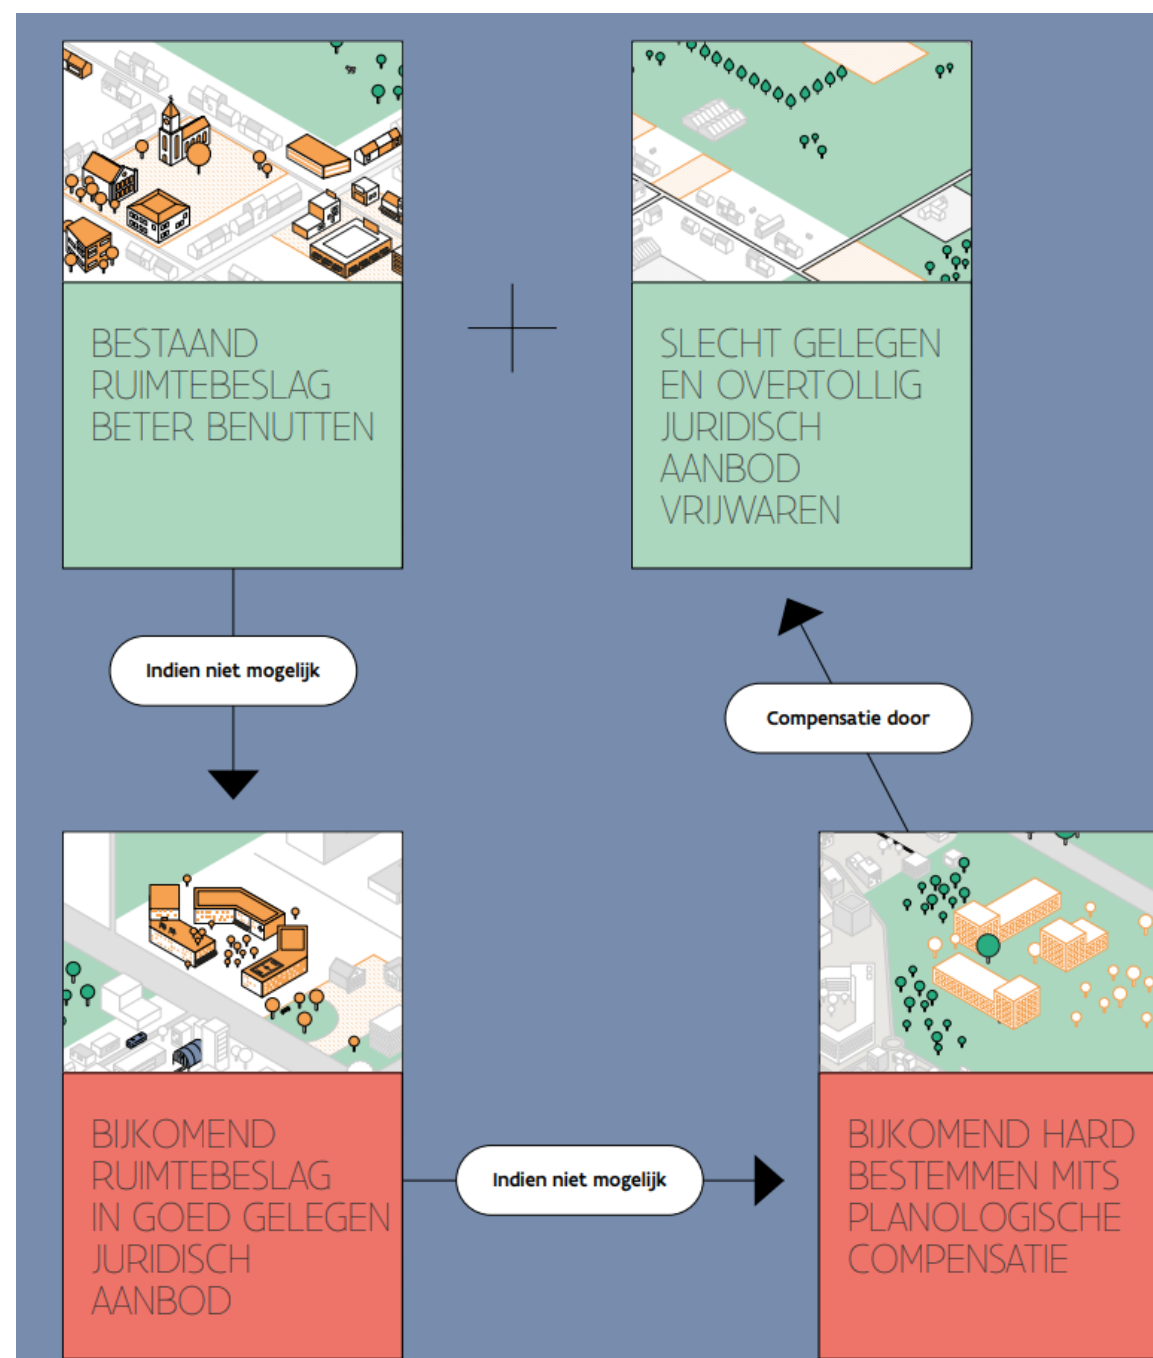 BESTAAND
RUIMTEBESLAG
BETER BENUTTEN
SLECHT GELEGEN
EN OVERTOLLIG
JURIDISCH
AANBOD
VRIJWAREN
Indien niet mogelijk
Compensatie door
BIJKOMEND
RUIMTEBESLAG
IN GOED GELEGEN
JURIDISCH
AANBOD
Indien niet mogelijk
BIJKOMEND HARD
BESTEMMEN MITS
PLANOLOGISCHE
COMPENSATIE